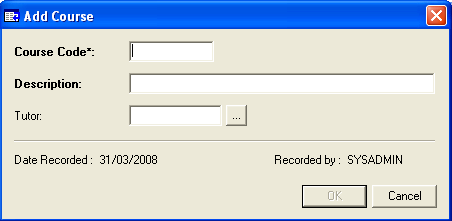 Add Course
Course Code*:
Description:
Tutor: ...
Date Recorded : 31/03/2008 Recorded by : SYSADMIN
OK Cancel